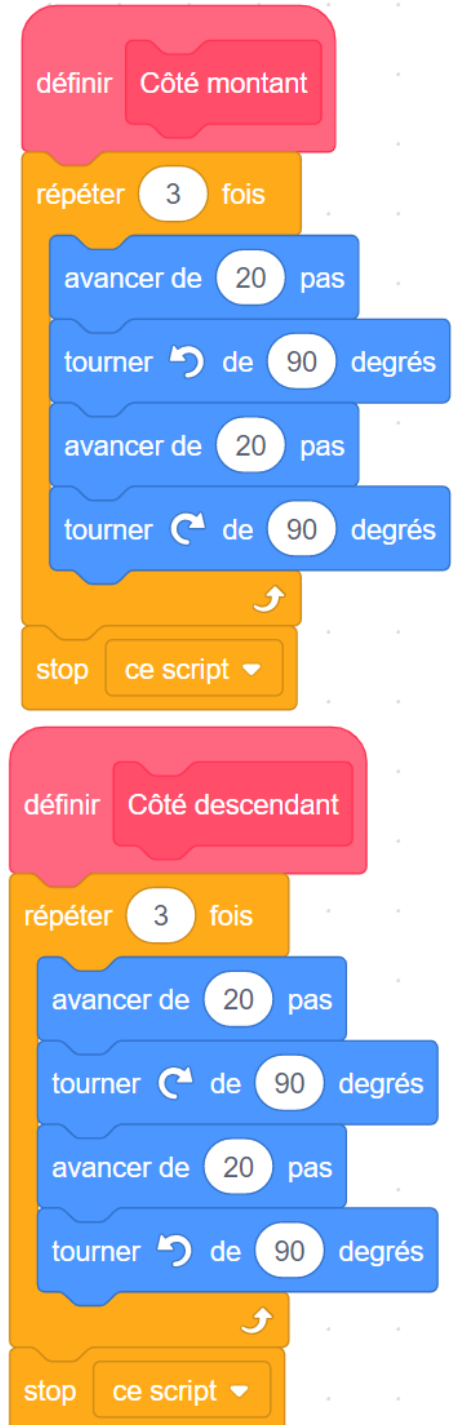 définir Côté montant
répéter 3 fois
avancer de 20 pas
tourner de 90 degrés
avancer de 20 pas
tourner de 90 degrés
stop ce script
définir Côté descendant
répéter 3 fois
avancer de 20 pas
tourner de 90 degrés
avancer de 20 pas
tourner de 90 degrés
stop ce script